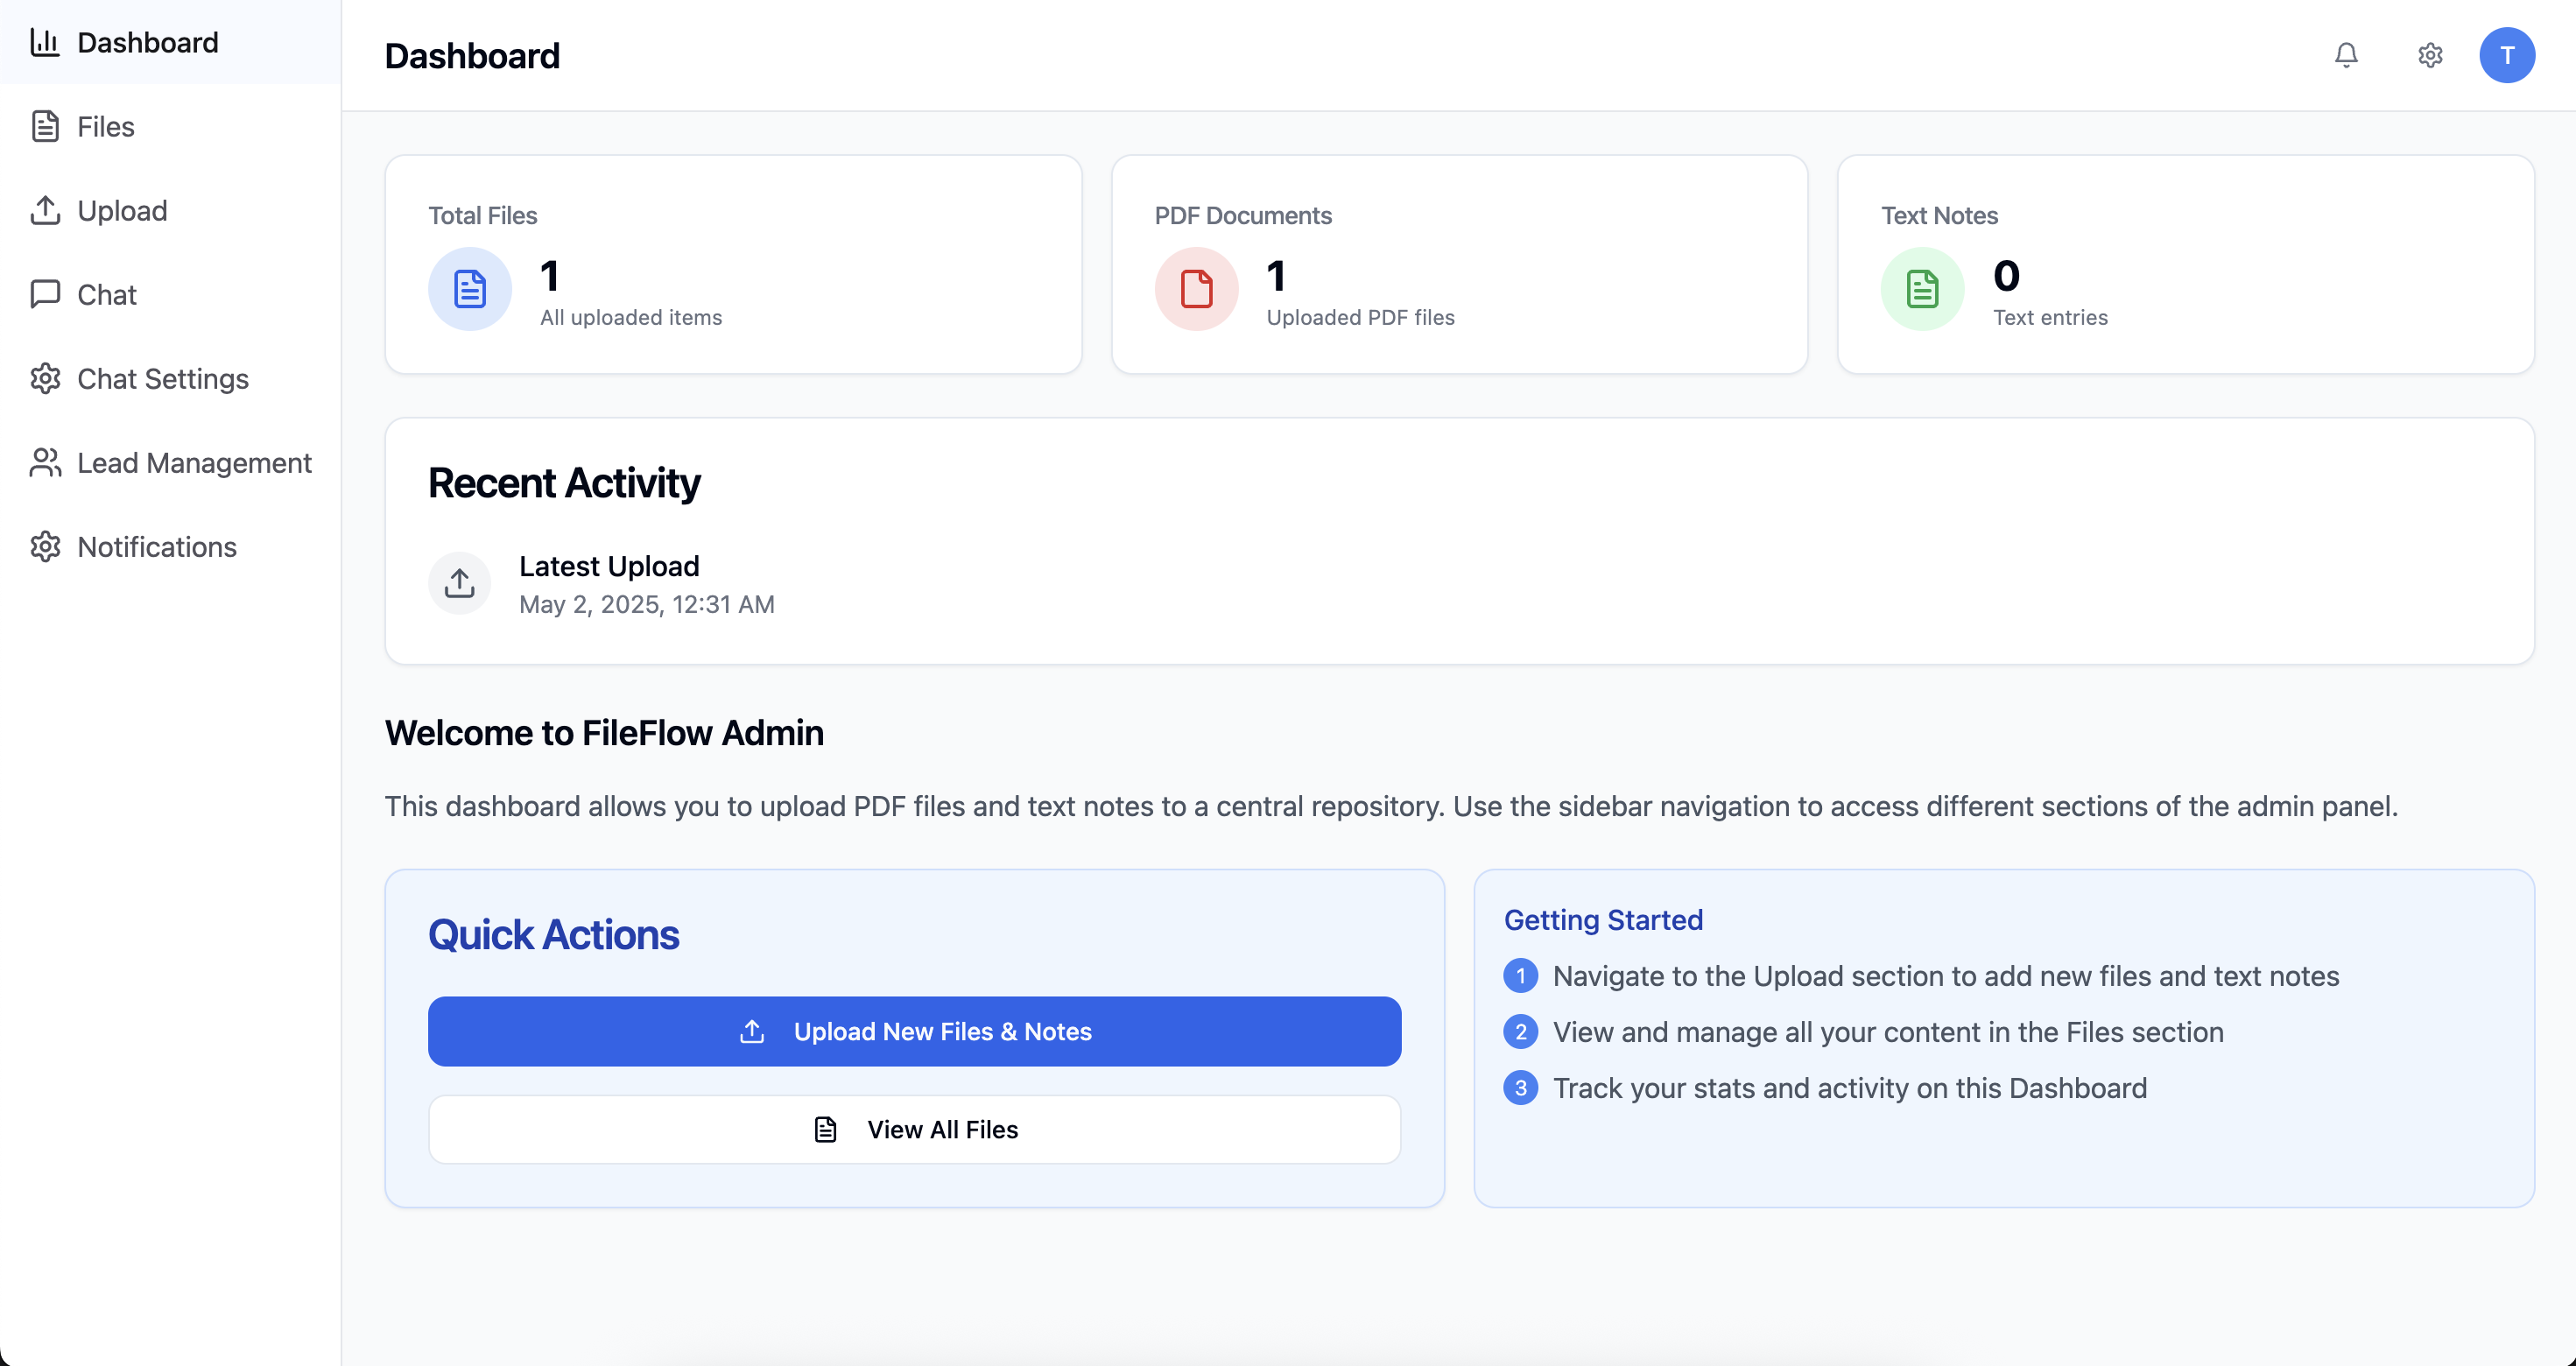 Dashboard
Files
Upload
Chat
Chat Settings
Lead Management
Notifications
Dashboard
T
Total Files
1
All uploaded items
PDF Documents
1
Uploaded PDF files
Text Notes
0
Text entries
Recent Activity
Latest Upload
May 2, 2025, 12:31 AM
Welcome to FileFlow Admin
This dashboard allows you to upload PDF files and text notes to a central repository. Use the sidebar navigation to access different sections of the admin panel.
Quick Actions
Upload New Files & Notes
View All Files
Getting Started
1 Navigate to the Upload section to add new files and text notes
2 View and manage all your content in the Files section
3 Track your stats and activity on this Dashboard